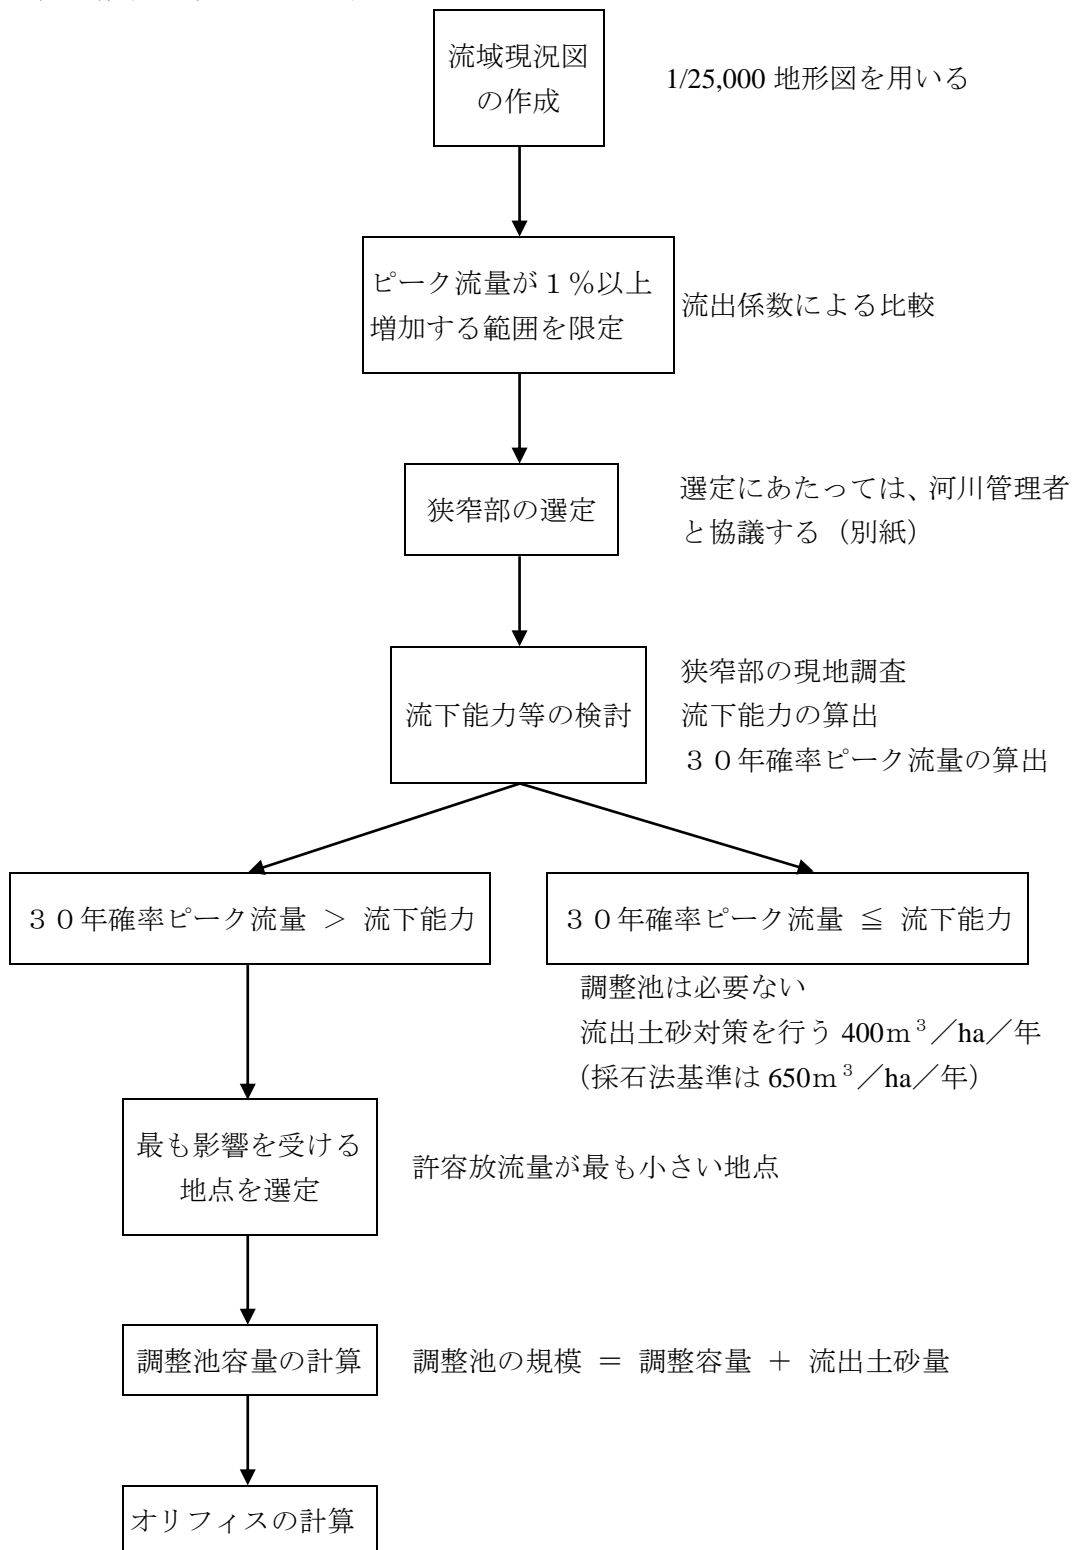 流域現況図
の作成
1/25,000 地形図を用いる
ピーク流量が１％以上
増加する範囲を限定
流出係数による比較
狭窄部の選定
選定にあたっては、河川管理者
と協議する（別紙）
流下能力等の検討
狭窄部の現地調査
流下能力の算出
３０年確率ピーク流量の算出
３０年確率ピーク流量 ＞ 流下能力
３０年確率ピーク流量 ≦ 流下能力
調整池は必要ない
流出土砂対策を行う 400ｍ³／ha／年
（採石法基準は 650ｍ³／ha／年）
最も影響を受ける
地点を選定
許容放流量が最も小さい地点
調整池容量の計算
調整池の規模 ＝ 調整容量 ＋ 流出土砂量
オリフィスの計算